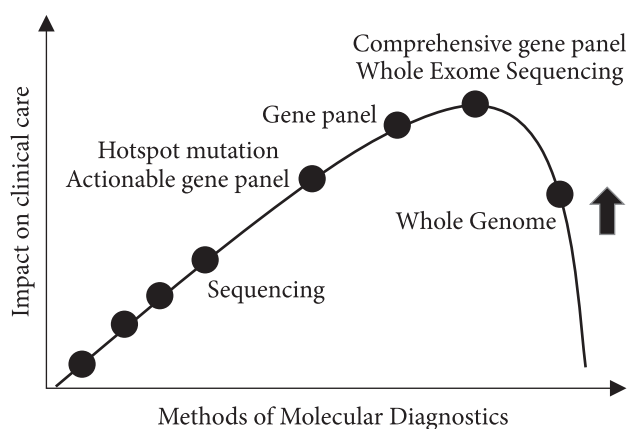 Comprehensive gene panel
Whole Exome Sequencing
Gene panel
Hotspot mutation
Actionable gene panel
Whole Genome
Sequencing
Impact on clinical care
Methods of Molecular Diagnostics